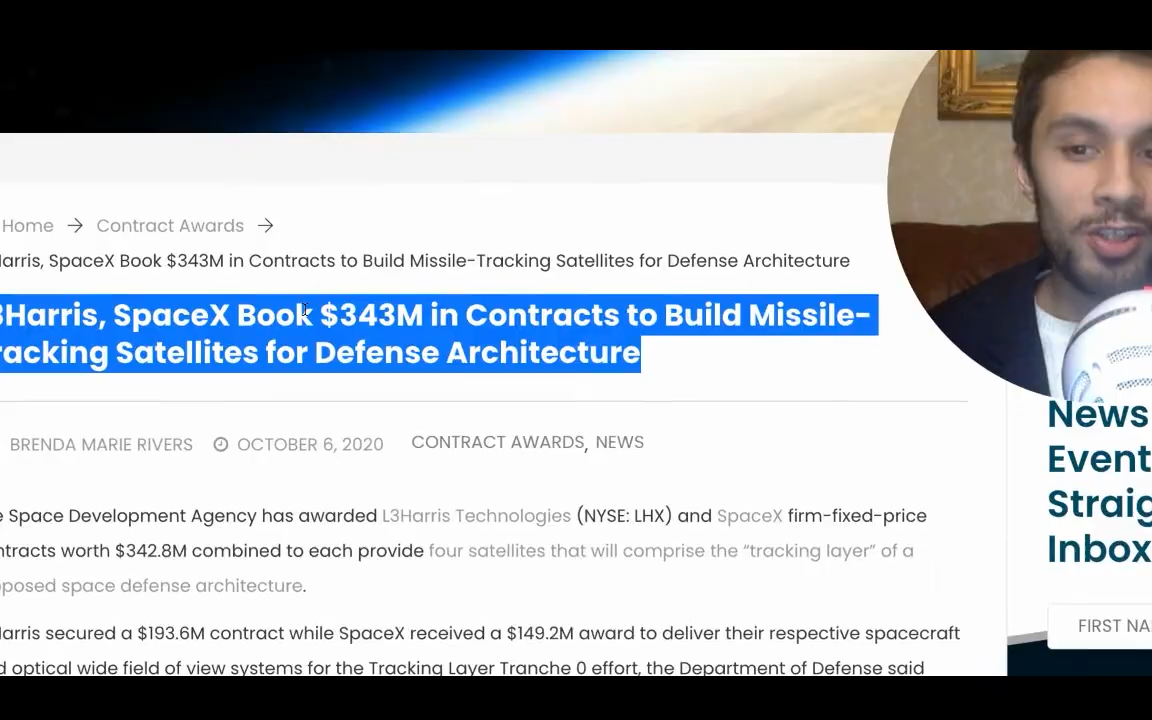 Home → Contract Awards →
arris, SpaceX Book $343M in Contracts to Build Missile-Tracking Satellites for Defense Architecture
3Harris, SpaceX Book $343M in Contracts to Build Missile-
racking Satellites for Defense Architecture
BRENDA MARIE RIVERS OCTOBER 6, 2020 CONTRACT AWARDS, NEWS
e Space Development Agency has awarded L3Harris Technologies (NYSE: LHX) and SpaceX firm-fixed-price
ntracts worth $342.8M combined to each provide four satellites that will comprise the “tracking layer” of a
oposed space defense architecture.
arris secured a $193.6M contract while SpaceX received a $149.2M award to deliver their respective spacecraft
d optical wide field of view systems for the Tracking Layer Tranche 0 effort, the Department of Defense said
News
Event
Straig
Inbox
FIRST NA